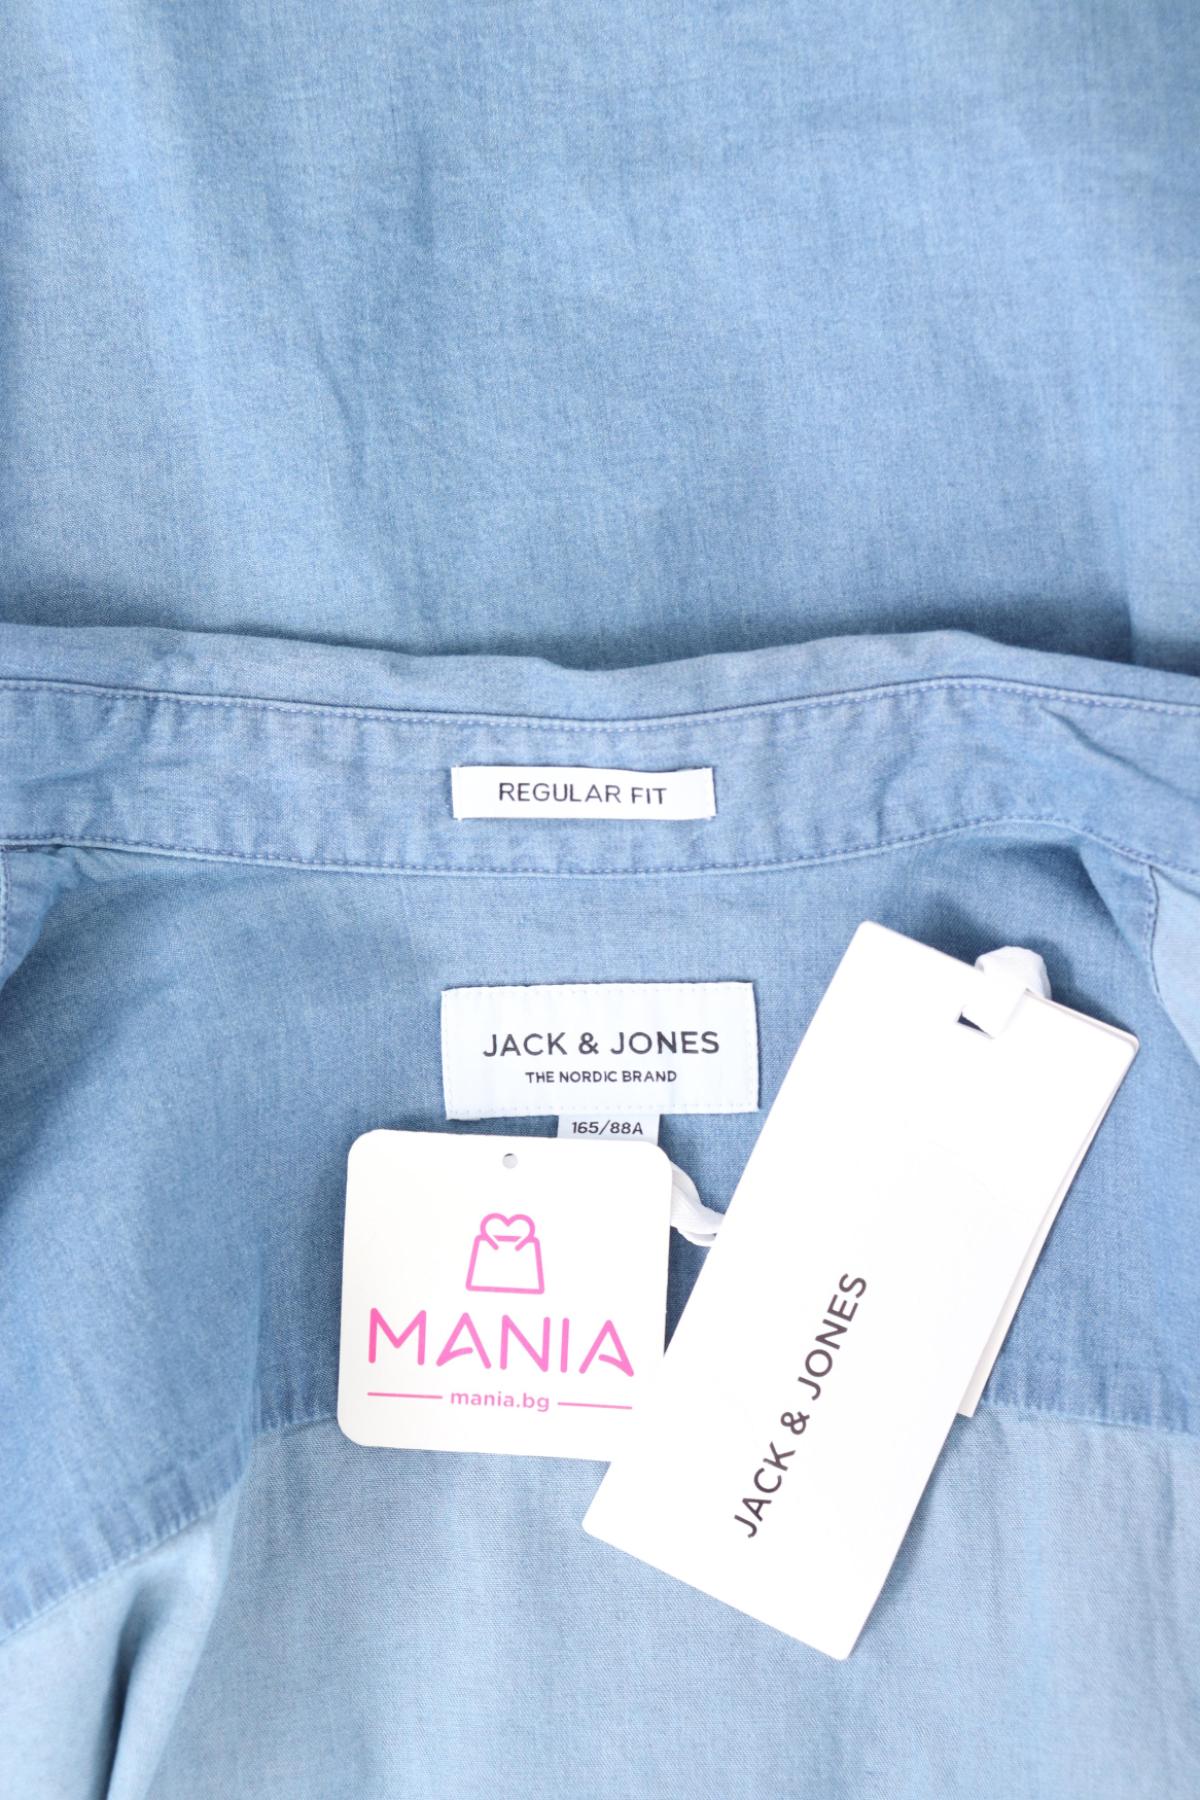 REGULAR FIT
JACK & JONES
THE NORDIC BRAND
165/88A
MANIA
mania.bg
JACK & JONES